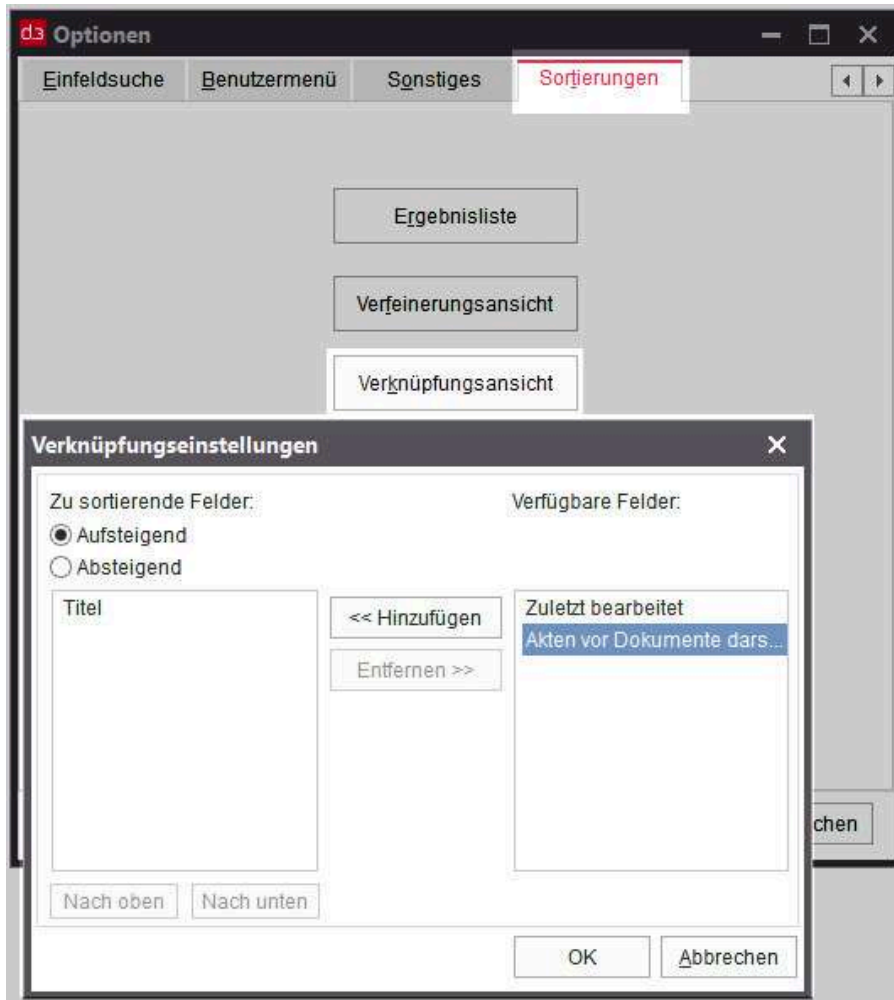 d3 Optionen
Einfeldsuche Benutzermenü Sonstiges Sortierungen
Ergebnisliste
Verfeinerungsansicht
Verknüpfungsansicht
Verknüpfungseinstellungen
Zu sortierende Felder: Verfügbare Felder:
Aufsteigend
Absteigend
Titel << Hinzufügen Zuletzt bearbeitet
Akten vor Dokumente dars...
Entfernen >>
chen
Nach oben Nach unten
OK Abbrechen